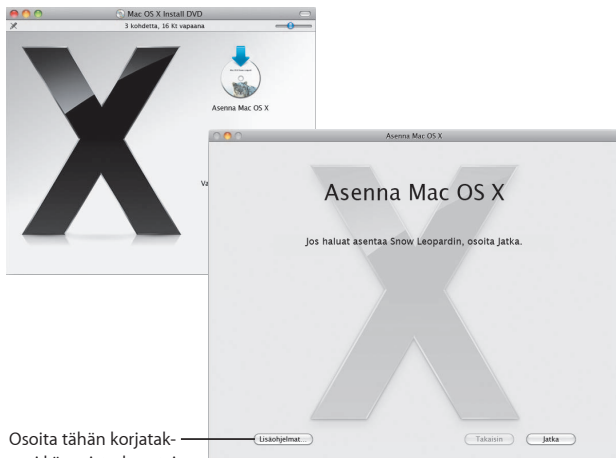 Mac OS X Install DVD
3 kohdetta, 16 Kt vapaana
Asenna Mac OS X
Va
Asenna Mac OS X
Asenna Mac OS X
Jos haluat asentaa Snow Leopardin, osoita Jatka.
Osoita tähän korjatak-
Lisäohjelmat...
Takaisin
Jatka